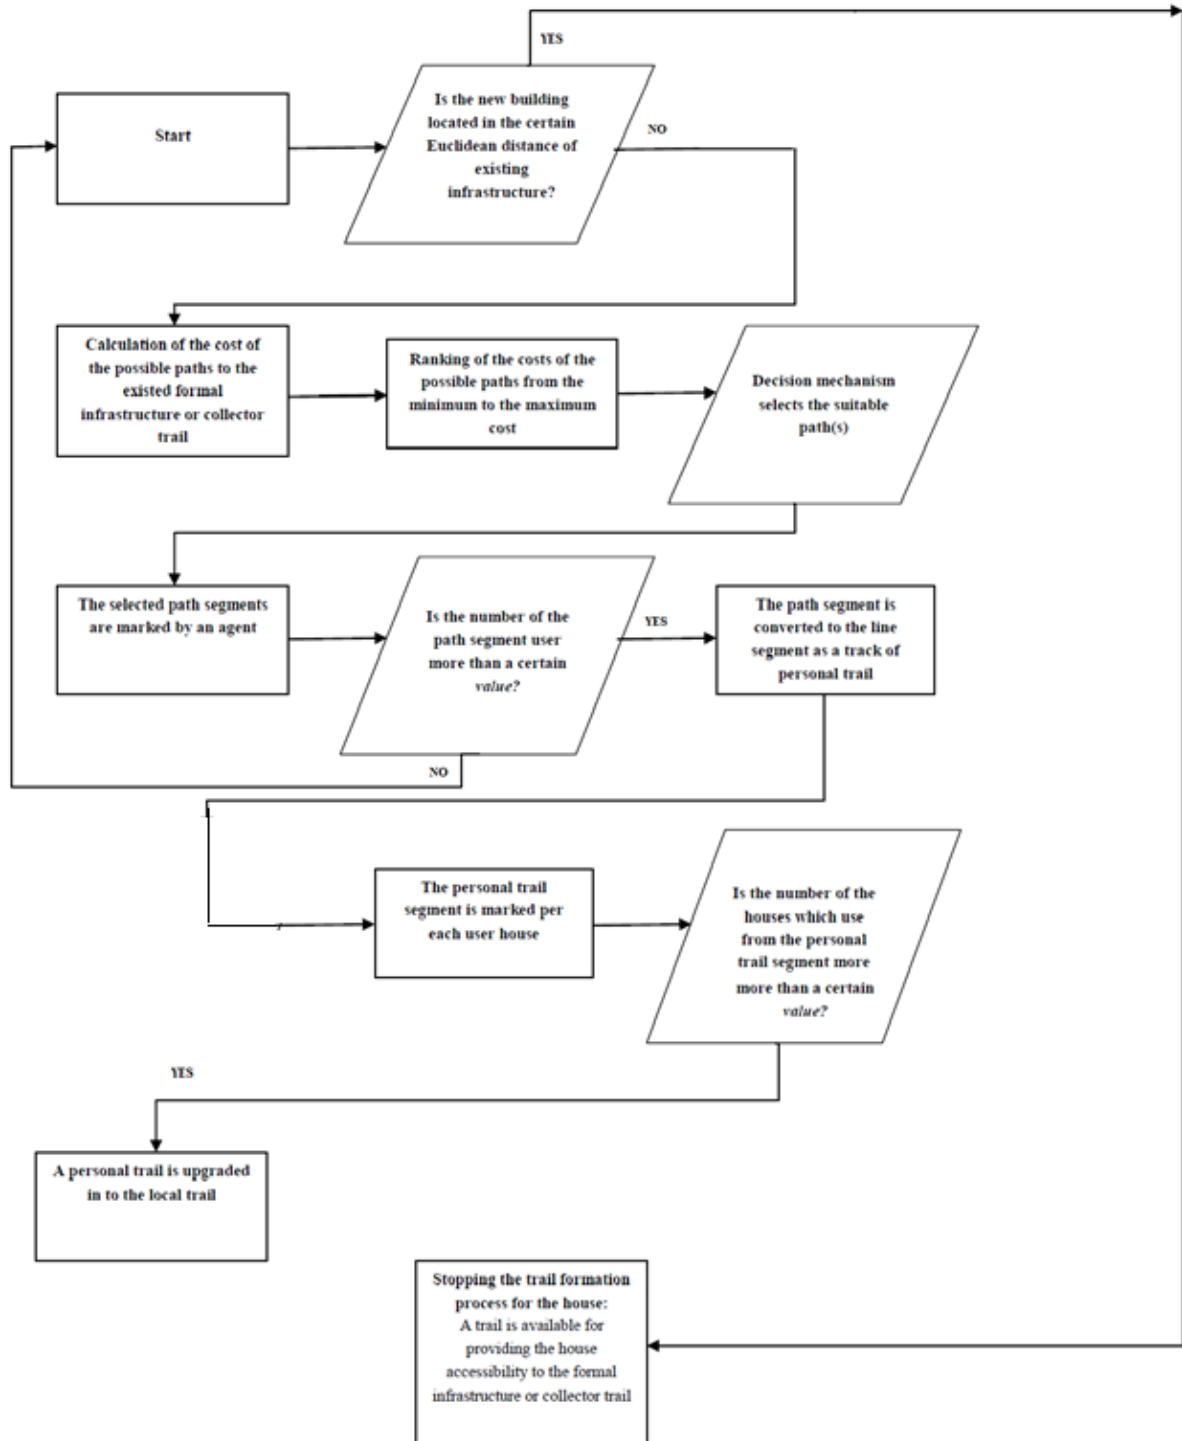 YES
Start
Is the new building
located in the certain
Euclidean distance of
existing
infrastructure?
NO
Calculation of the cost of
the possible paths to the
existed formal
infrastructure or collector
trail
Ranking of the costs of the
possible paths from the
minimum to the maximum
cost
Decision mechanism
selects the suitable
path(s)
The selected path segments
are marked by an agent
Is the number of the
path segment user
more than a certain
value?
YES
The path segment is
converted to the line
segment as a track of
personal trail
NO
The personal trail
segment is marked per
each user house
Is the number of the
houses which use
from the personal
trail segment more
more than a certain
value?
YES
A personal trail is upgraded
in to the local trail
Stopping the trail formation
process for the house:
A trail is available for
providing the house
accessibility to the formal
infrastructure or collector trail